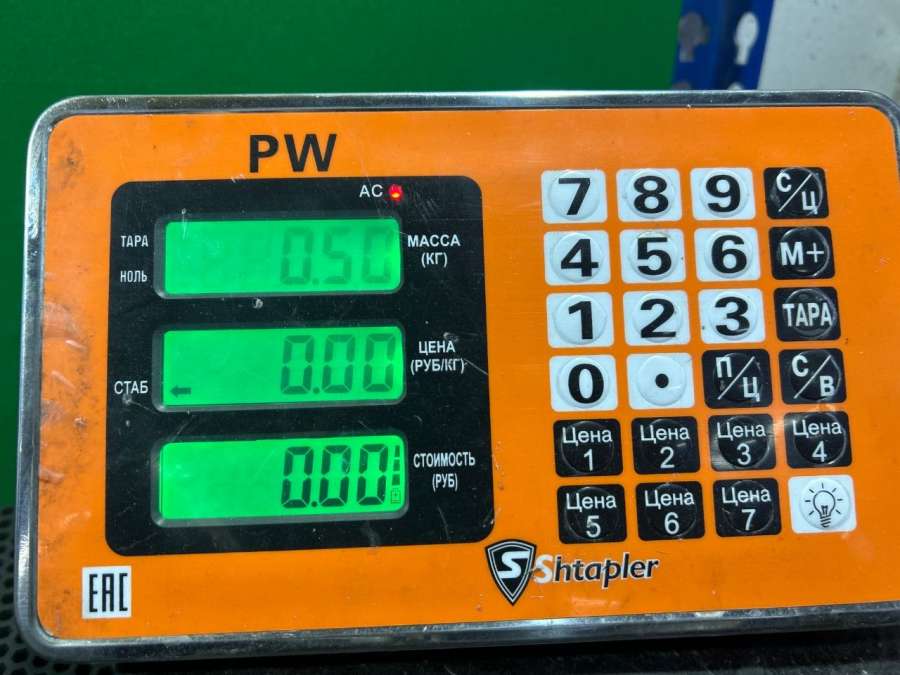 PW
AC
ТАРА
НОЛЬ
0.50
МАССА
(КГ)
СТАБ
0.00
ЦЕНА
(РУБ/КГ)
0.00
СТОИМОСТЬ
(РУБ)
7 8 9 С/Ц
4 5 6 М+
1 2 3 ТАРА
0 . П/Ц С/В
Цена 1 Цена 2 Цена 3 Цена 4
Цена 5 Цена 6 Цена 7
EAC
S Shtapler